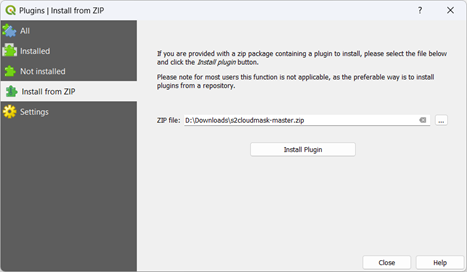 Plugins | Install from ZIP
?
All
Installed
Not installed
Install from ZIP
Settings
If you are provided with a zip package containing a plugin to install, please select the file below
and click the Install plugin button.
Please note for most users this function is not applicable, as the preferable way is to install
plugins from a repository.
ZIP file: D:\Downloads\s2cloudmask-master.zip ...
Install Plugin
Close Help